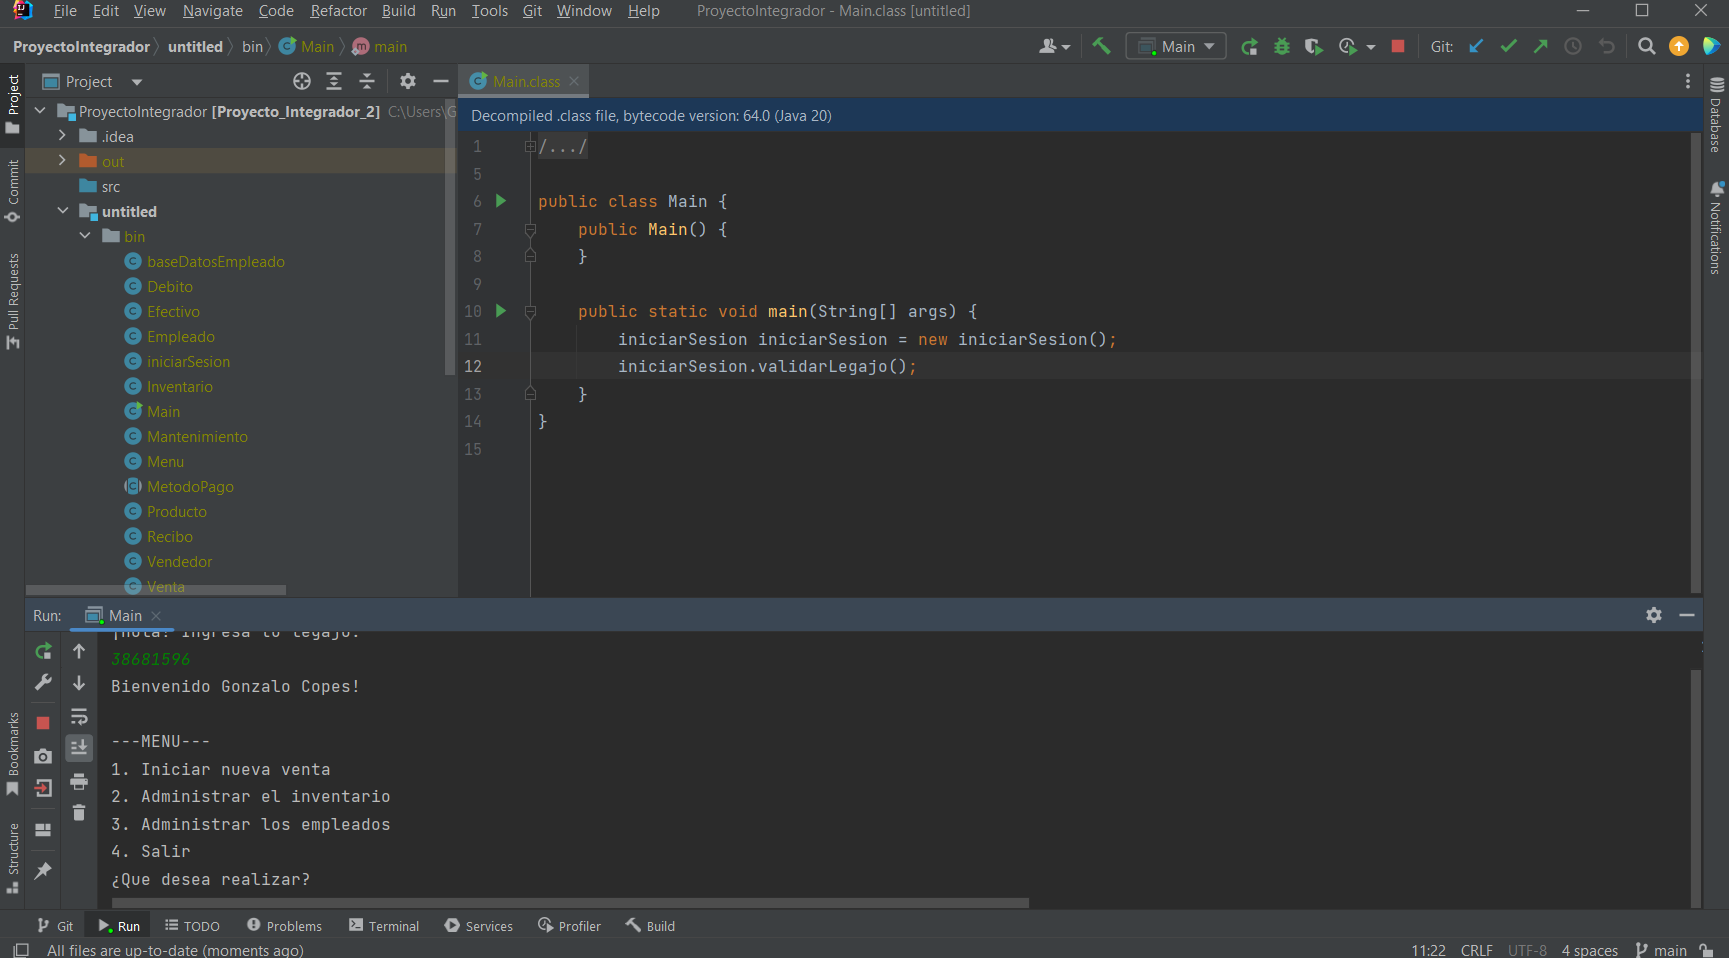 File Edit View Navigate Code Refactor Build Run Tools Git Window Help ProyectoIntegrador - Main.class [untitled]
ProyectoIntegrador untitled bin Main main Main Git:
Project
Main.class
ProyectoIntegrador [Proyecto_Integrador_2] C:\Users\G
.idea
out
src
untitled
bin
baseDatosEmpleado
Debito
Efectivo
Empleado
iniciarSesion
Inventario
Main
Mantenimiento
Menu
MetodoPago
Producto
Recibo
Vendedor
Venta
Decompiled .class file, bytecode version: 64.0 (Java 20)
1 /.../
5
6 public class Main {
7 public Main() {
8 }
9
10 public static void main(String[] args) {
11 iniciarSesion iniciarSesion = new iniciarSesion();
12 iniciarSesion.validarLegajo();
13 }
14 }
15
Project
Commit
Pull Requests
Bookmarks
Structure
Database
Notifications
Run: Main
¡Hola! Ingresa tu legajo:
38681596
Bienvenido Gonzalo Copes!
---MENU---
1. Iniciar nueva venta
2. Administrar el inventario
3. Administrar los empleados
4. Salir
¿Que desea realizar?
Git Run TODO Problems Terminal Services Profiler Build
All files are up-to-date (moments ago) 11:22 CRLF UTF-8 4 spaces main